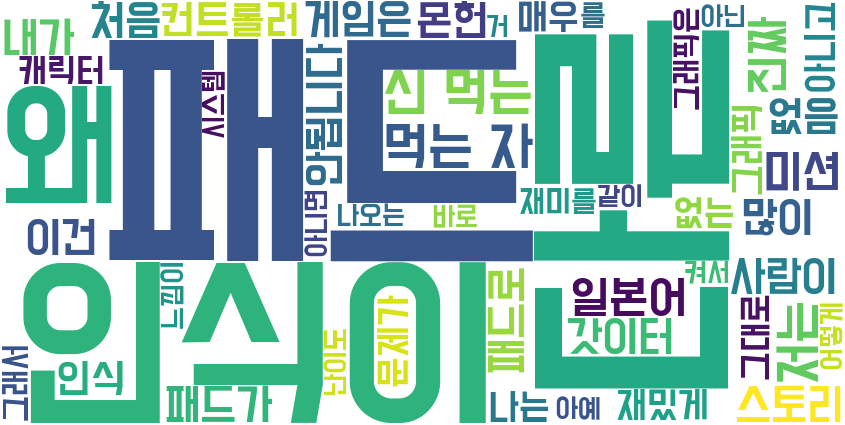 내가
처음
컨트롤러
게임은
몬헌
거
매우
를
그래픽은
아닌
진짜
아니고
캐릭터
시스템
왜
패드
안됩니다
신 먹는
먹는 자
그래픽
없음
미션
이건
아니면
나오는
바로
재미를
같이
없는
많이
느낌이
인식이
문제가
패드로
일본어
갓이터
켜서
사람이
그대로
저는
어떻게
그래서
인식
패드가
난이도
나는
아예
재밌게
스토리